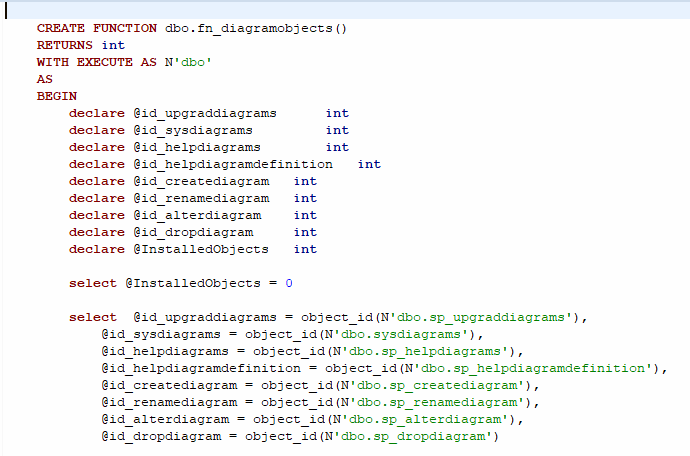 CREATE FUNCTION dbo.fn_diagramobjects()
RETURNS int
WITH EXECUTE AS N'dbo'
AS
BEGIN
declare @id_upgraddiagrams int
declare @id_sysdiagrams int
declare @id_helpdiagrams int
declare @id_helpdiagramdefinition int
declare @id_creatediagram int
declare @id_renamediagram int
declare @id_alterdiagram int
declare @id_dropdiagram int
declare @InstalledObjects int
select @InstalledObjects = 0
select @id_upgraddiagrams = object_id(N'dbo.sp_upgraddiagrams'),
@id_sysdiagrams = object_id(N'dbo.sysdiagrams'),
@id_helpdiagrams = object_id(N'dbo.sp_helpdiagrams'),
@id_helpdiagramdefinition = object_id(N'dbo.sp_helpdiagramdefinition'),
@id_creatediagram = object_id(N'dbo.sp_creatediagram'),
@id_renamediagram = object_id(N'dbo.sp_renamediagram'),
@id_alterdiagram = object_id(N'dbo.sp_alterdiagram'),
@id_dropdiagram = object_id(N'dbo.sp_dropdiagram')